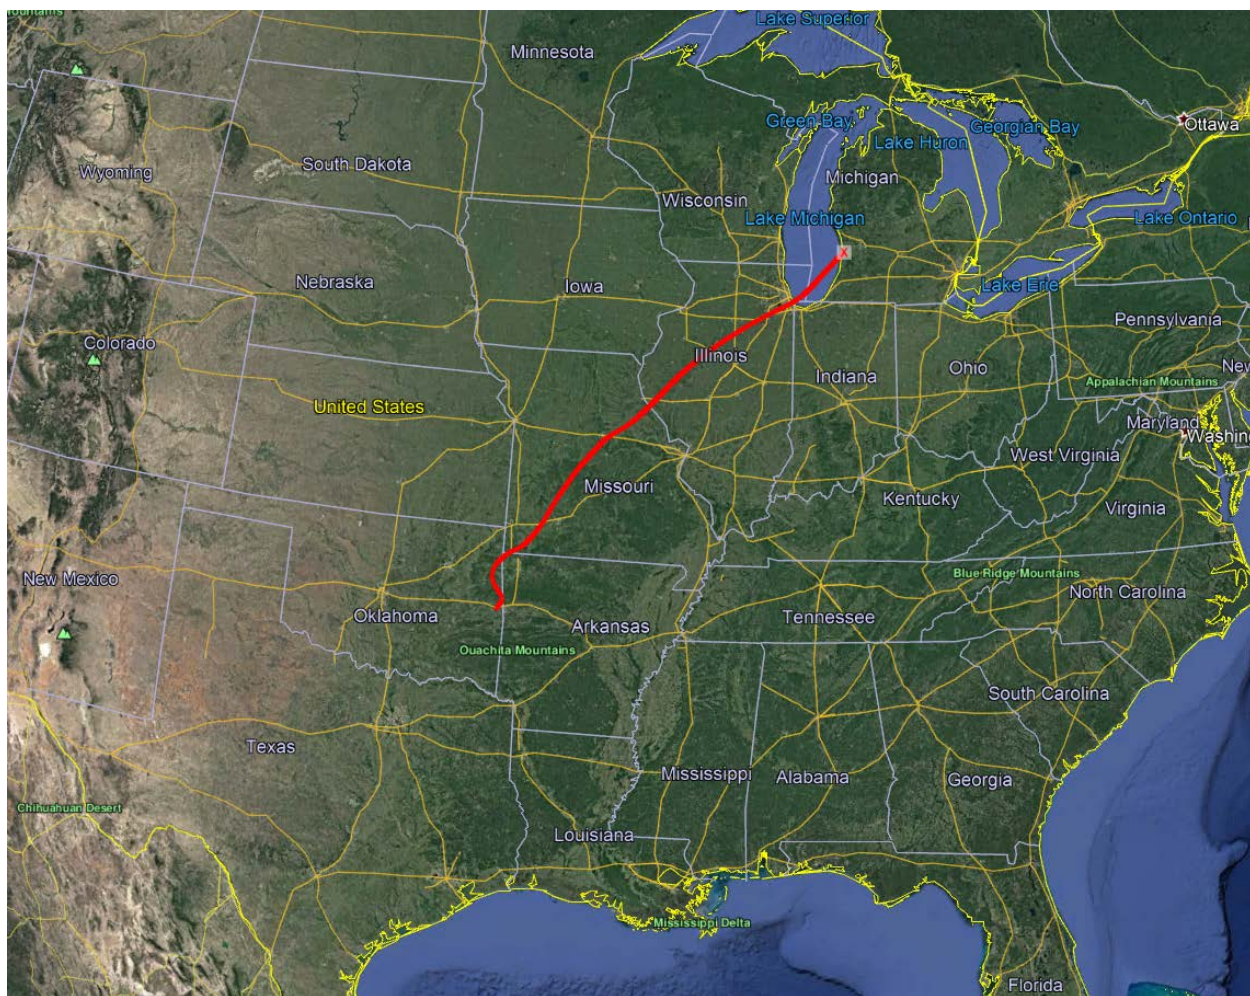 Mountains
Lake Superior
Minnesota
Green Bay
Georgian Bay
Ottawa
Lake Huron
South Dakota
Wyoming
Michigan
Wisconsin
Lake Michigan
Lake Ontario
X
Nebraska
Iowa
Lake Erie
Pennsylvania
Colorado
Illinois
Indiana
Ohio
New
Appalachian Mountains
United States
Maryland
Washing
West Virginia
Missouri
Kentucky
Virginia
New Mexico
Blue Ridge Mountains
North Carolina
Oklahoma
Arkansas
Tennessee
Ouachita Mountains
South Carolina
Texas
Mississippi
Alabama
Georgia
Chihuahuan Desert
Louisiana
Mississippi Delta
Florida